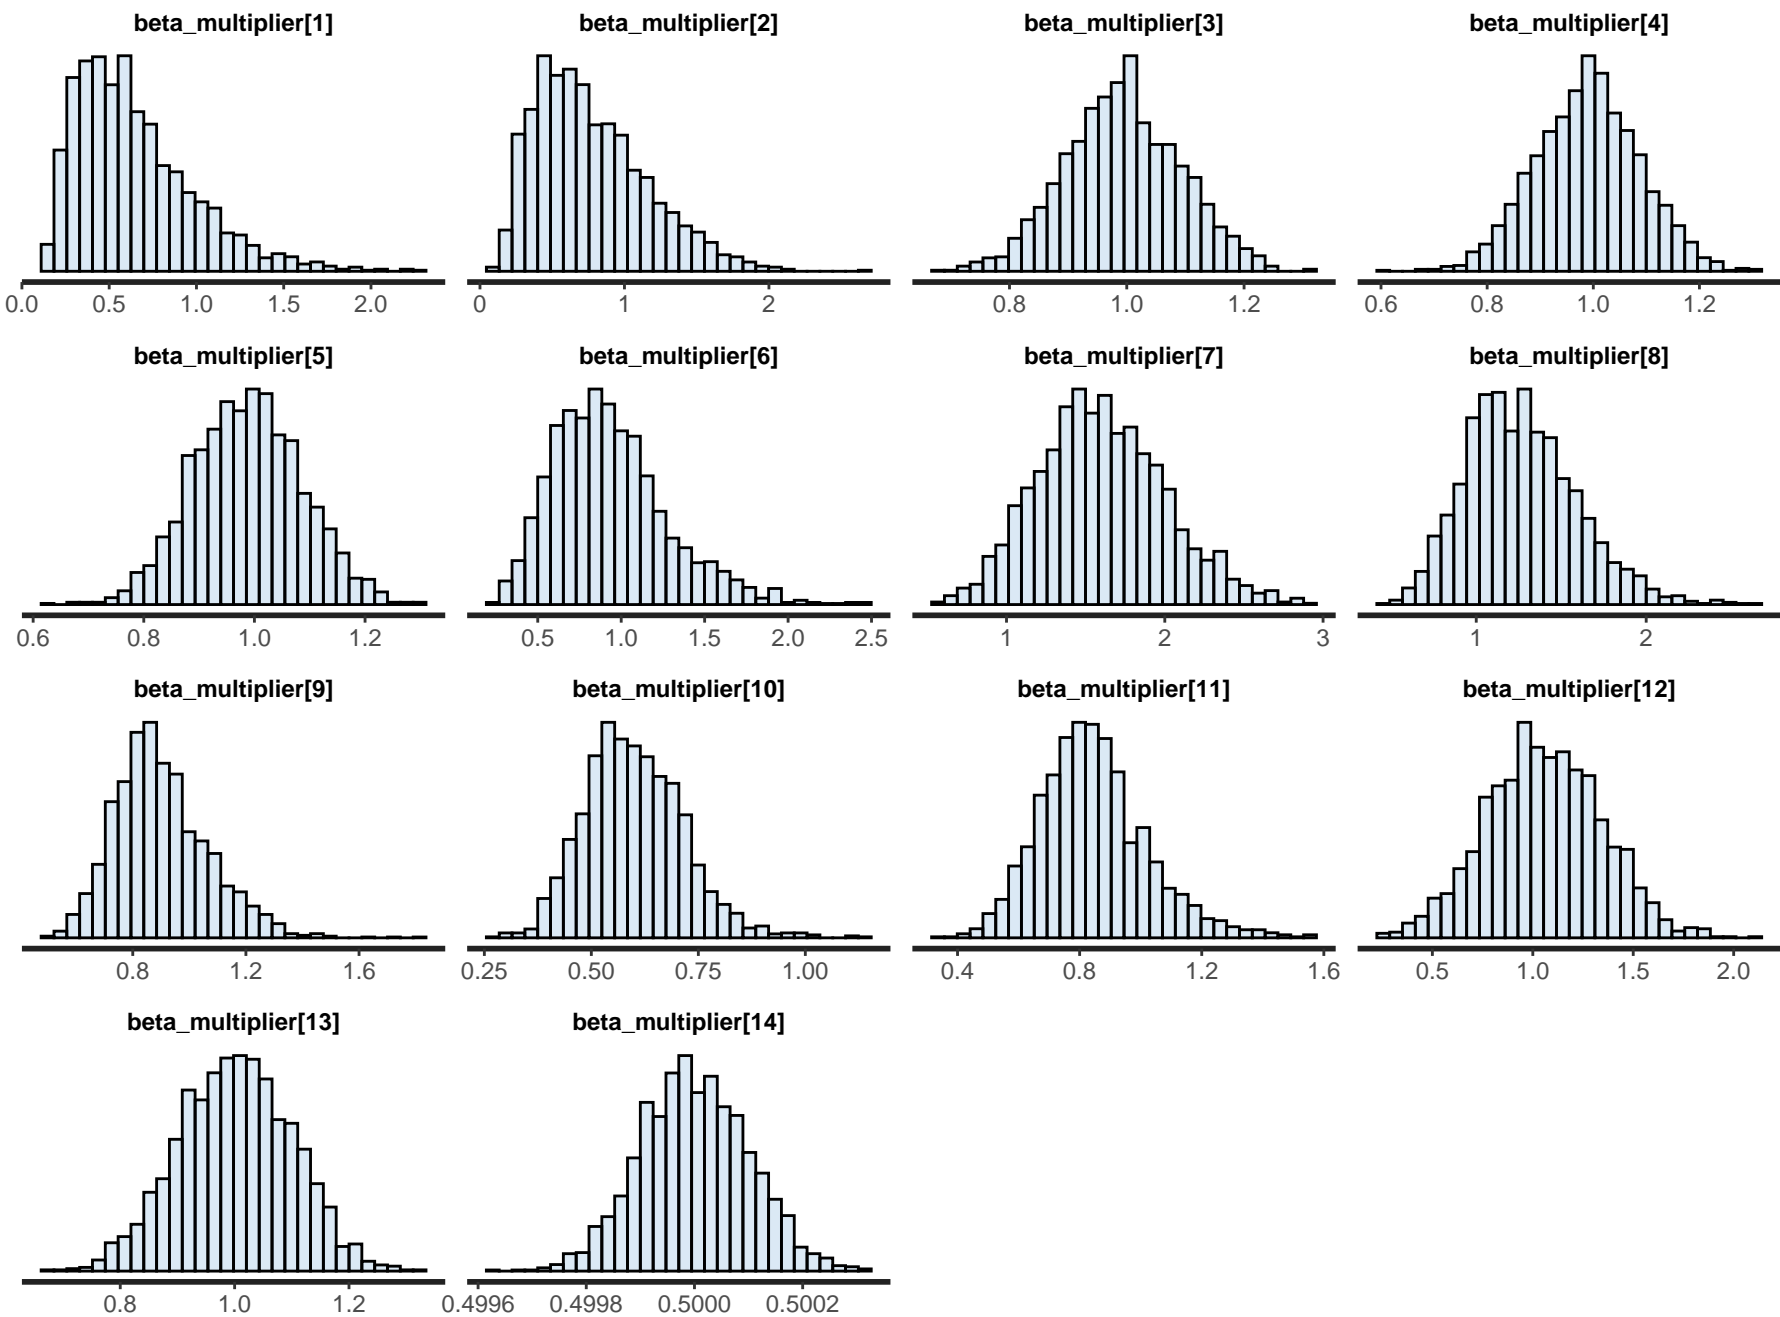 beta_multiplier[1] beta_multiplier[2] beta_multiplier[3] beta_multiplier[4]
0.0 0.5 1.0 1.5 2.0 0 1 2 0.8 1.0 1.2 0.6 0.8 1.0 1.2
beta_multiplier[5] beta_multiplier[6] beta_multiplier[7] beta_multiplier[8]
0.6 0.8 1.0 1.2 0.5 1.0 1.5 2.0 2.5 1 2 3 1 2
beta_multiplier[9] beta_multiplier[10] beta_multiplier[11] beta_multiplier[12]
0.8 1.2 1.6 0.25 0.50 0.75 1.00 0.4 0.8 1.2 1.6 0.5 1.0 1.5 2.0
beta_multiplier[13] beta_multiplier[14]
0.8 1.0 1.2 0.4996 0.4998 0.5000 0.5002